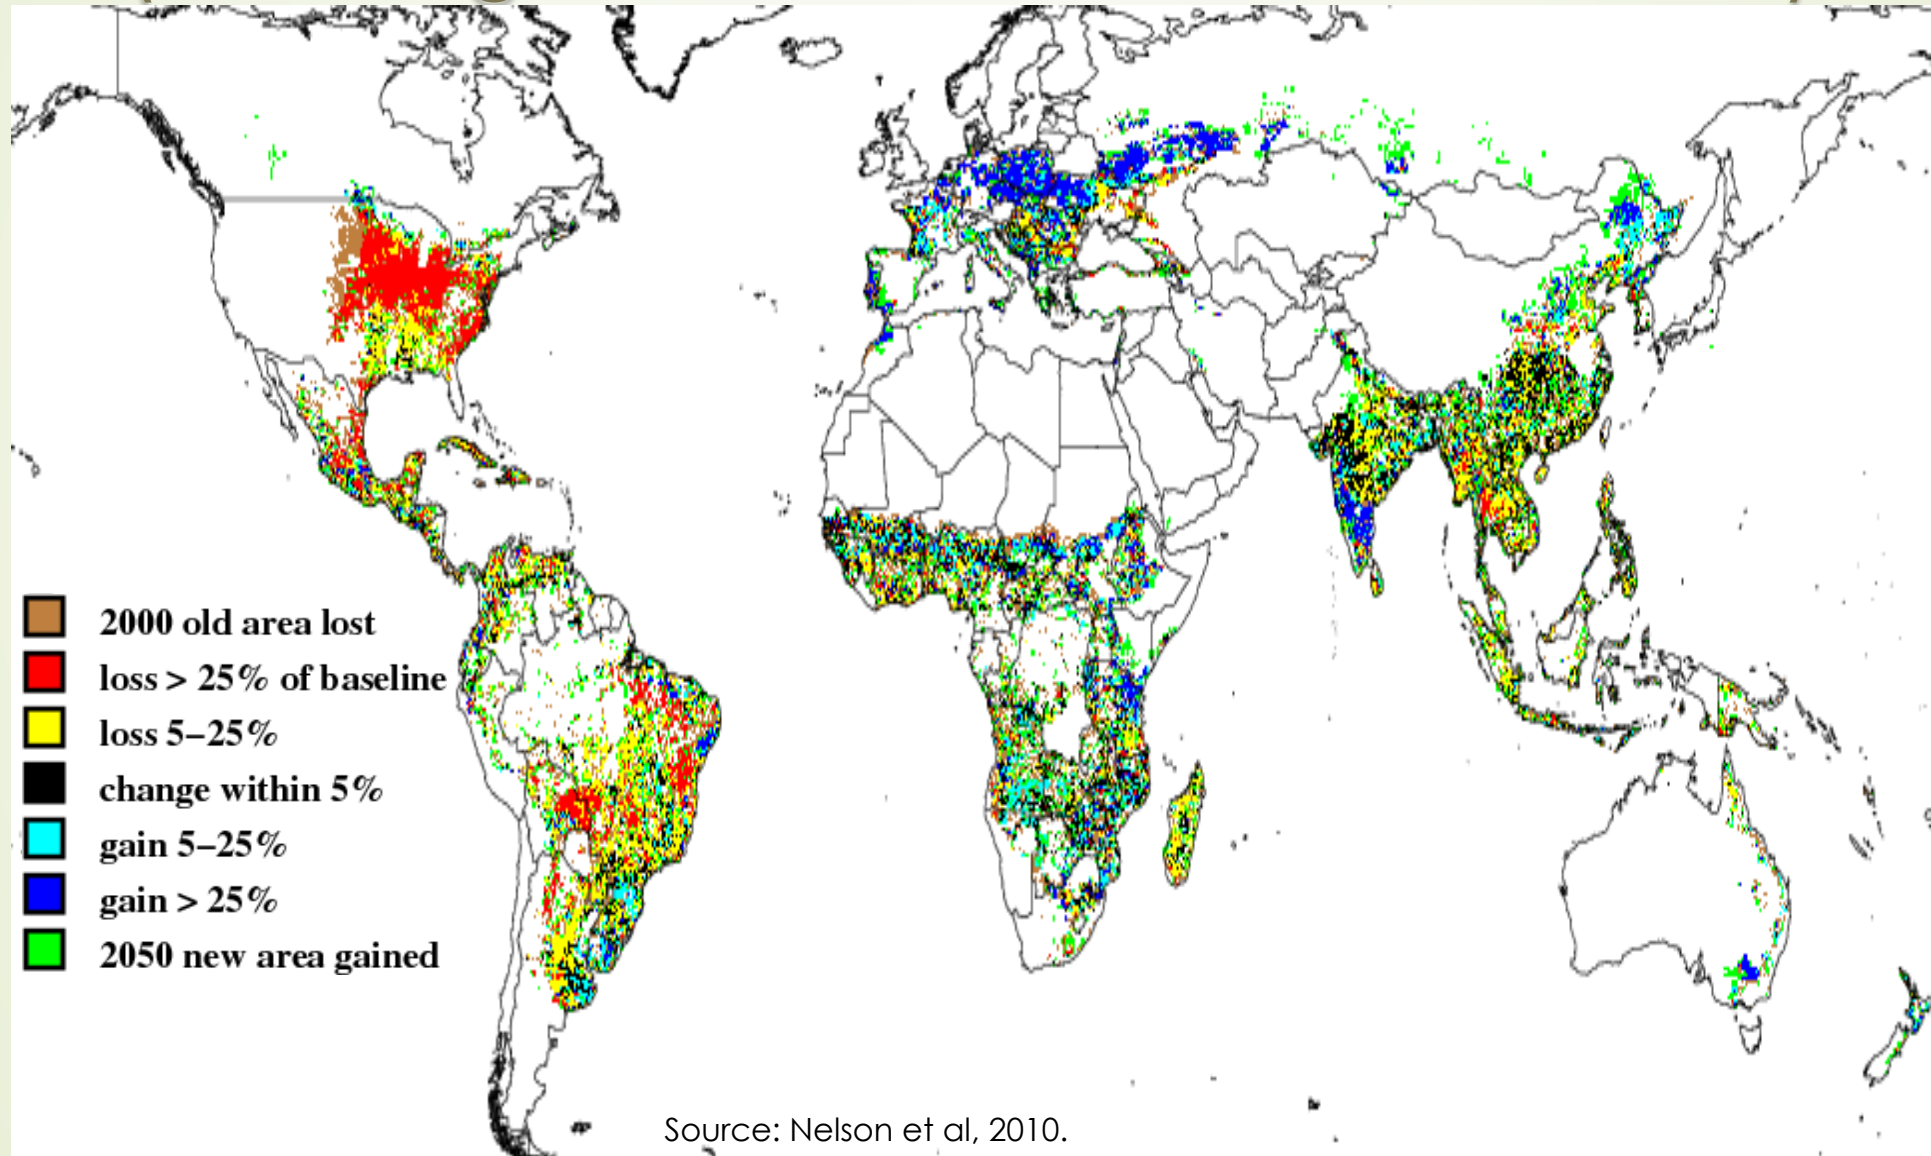 2000 old area lost
loss > 25% of baseline
loss 5–25%
change within 5%
gain 5–25%
gain > 25%
2050 new area gained
Source: Nelson et al, 2010.